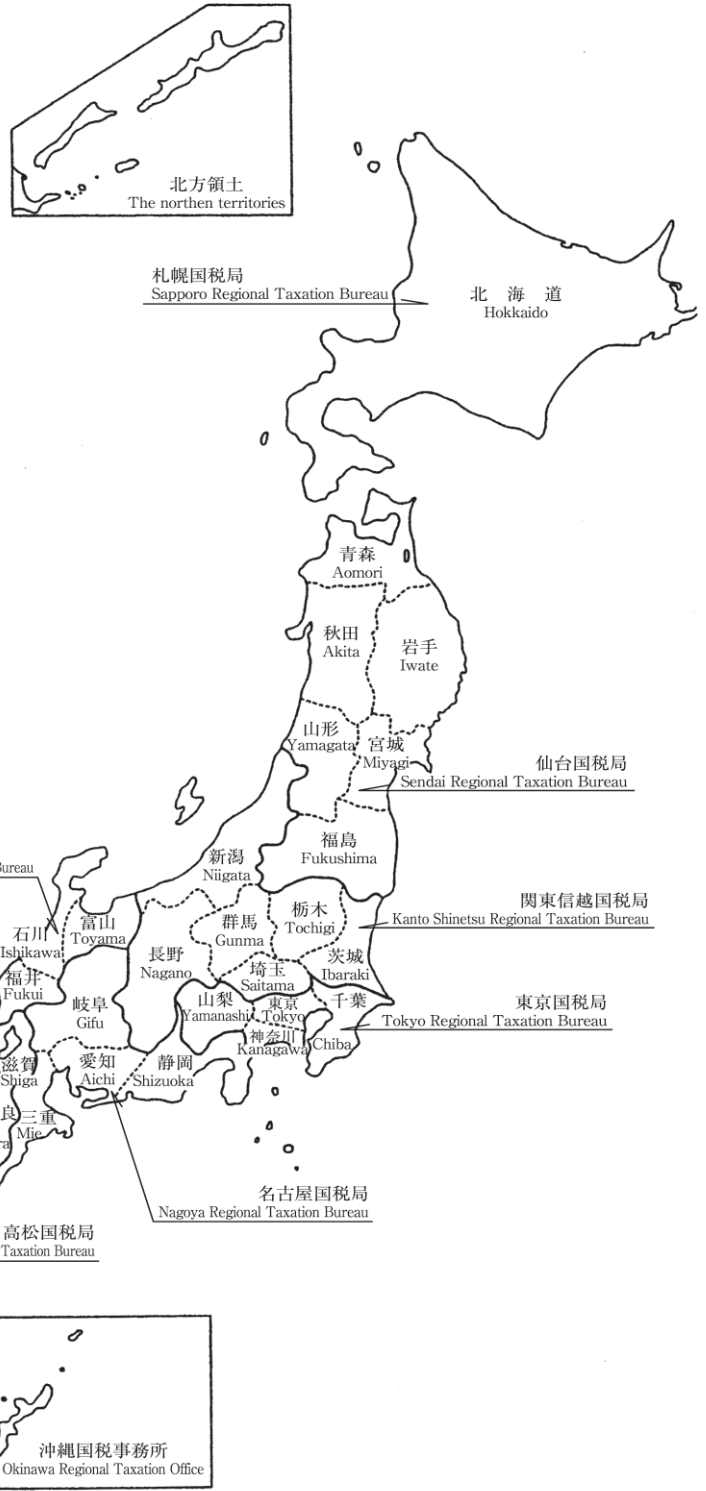 北方領土
The northen territories
札幌国税局
Sapporo Regional Taxation Bureau
北 海 道
Hokkaido
青森
Aomori
秋田
Akita
岩手
Iwate
山形
Yamagata
宮城
Miyagi
仙台国税局
Sendai Regional Taxation Bureau
福島
Fukushima
新潟
Niigata
Bureau
関東信越国税局
Kanto Shinetsu Regional Taxation Bureau
石川
Ishikawa
富山
Toyama
長野
Nagano
群馬
Gunma
栃木
Tochigi
茨城
Ibaraki
埼玉
Saitama
福井
Fukui
岐阜
Gifu
山梨
Yamanashi
東京
Tokyo
千葉
Chiba
東京国税局
Tokyo Regional Taxation Bureau
神奈川
Kanagawa
滋賀
Shiga
愛知
Aichi
静岡
Shizuoka
良
ra
三重
Mie
名古屋国税局
Nagoya Regional Taxation Bureau
高松国税局
Taxation Bureau
沖縄国税事務所
Okinawa Regional Taxation Office